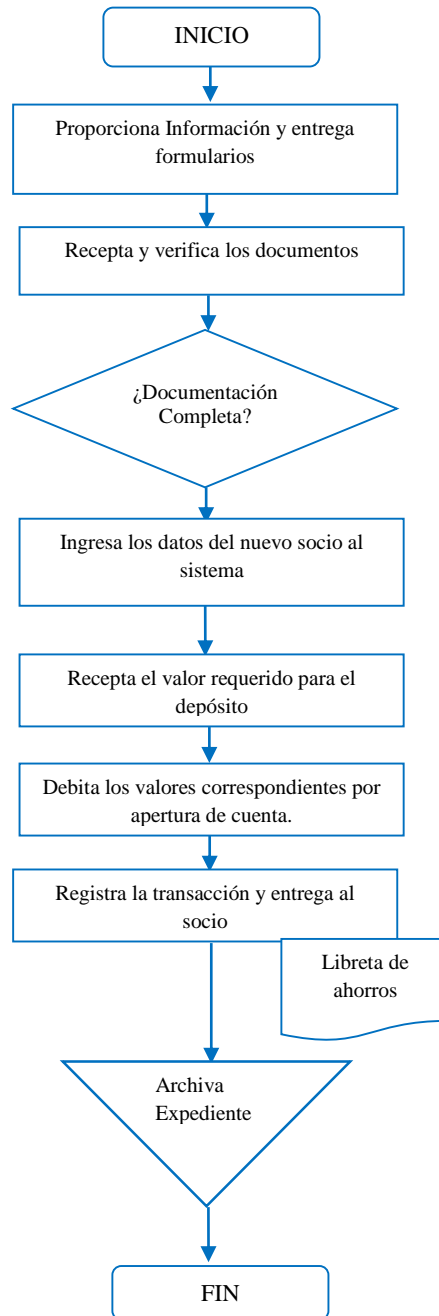 INICIO
Proporciona Información y entrega
formularios
Recepta y verifica los documentos
¿Documentación
Completa?
Ingresa los datos del nuevo socio al
sistema
Recepta el valor requerido para el
depósito
Debita los valores correspondientes por
apertura de cuenta.
Registra la transacción y entrega al
socio
Libreta de
ahorros
Archiva
Expediente
FIN